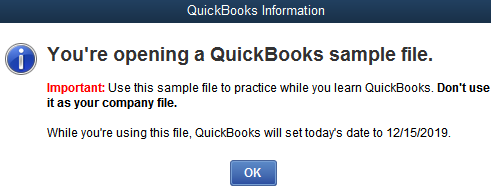 QuickBooks Information
You're opening a QuickBooks sample file.
Important: Use this sample file to practice while you learn QuickBooks. Don't use
it as your company file.
While you're using this file, QuickBooks will set today's date to 12/15/2019.
OK